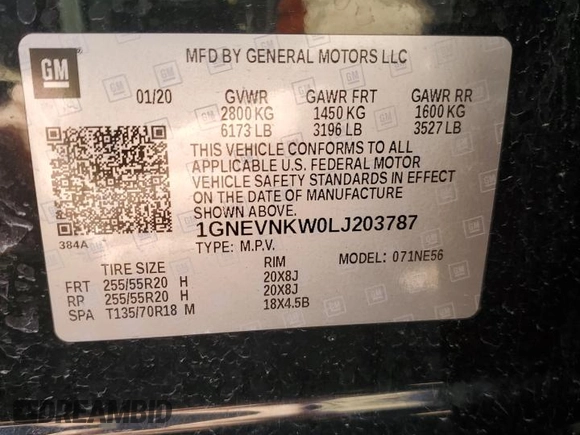 GM
MFD BY GENERAL MOTORS LLC
01/20 GVWR GAWR FRT GAWR RR
2800 KG 1450 KG 1600 KG
6173 LB 3196 LB 3527 LB
THIS VEHICLE CONFORMS TO ALL
APPLICABLE U.S. FEDERAL MOTOR
VEHICLE SAFETY STANDARDS IN EFFECT
ON THE DATE OF MANUFACTURE
SHOWN ABOVE.
384A
1GNEVNKW0LJ203787
TYPE: M.P.V. MODEL: 071NE56
TIRE SIZE RIM
FRT 255/55R20 H 20X8J
RP 255/55R20 H 20X8J
SPA T135/70R18 M 18X4.5B
DREAMBID